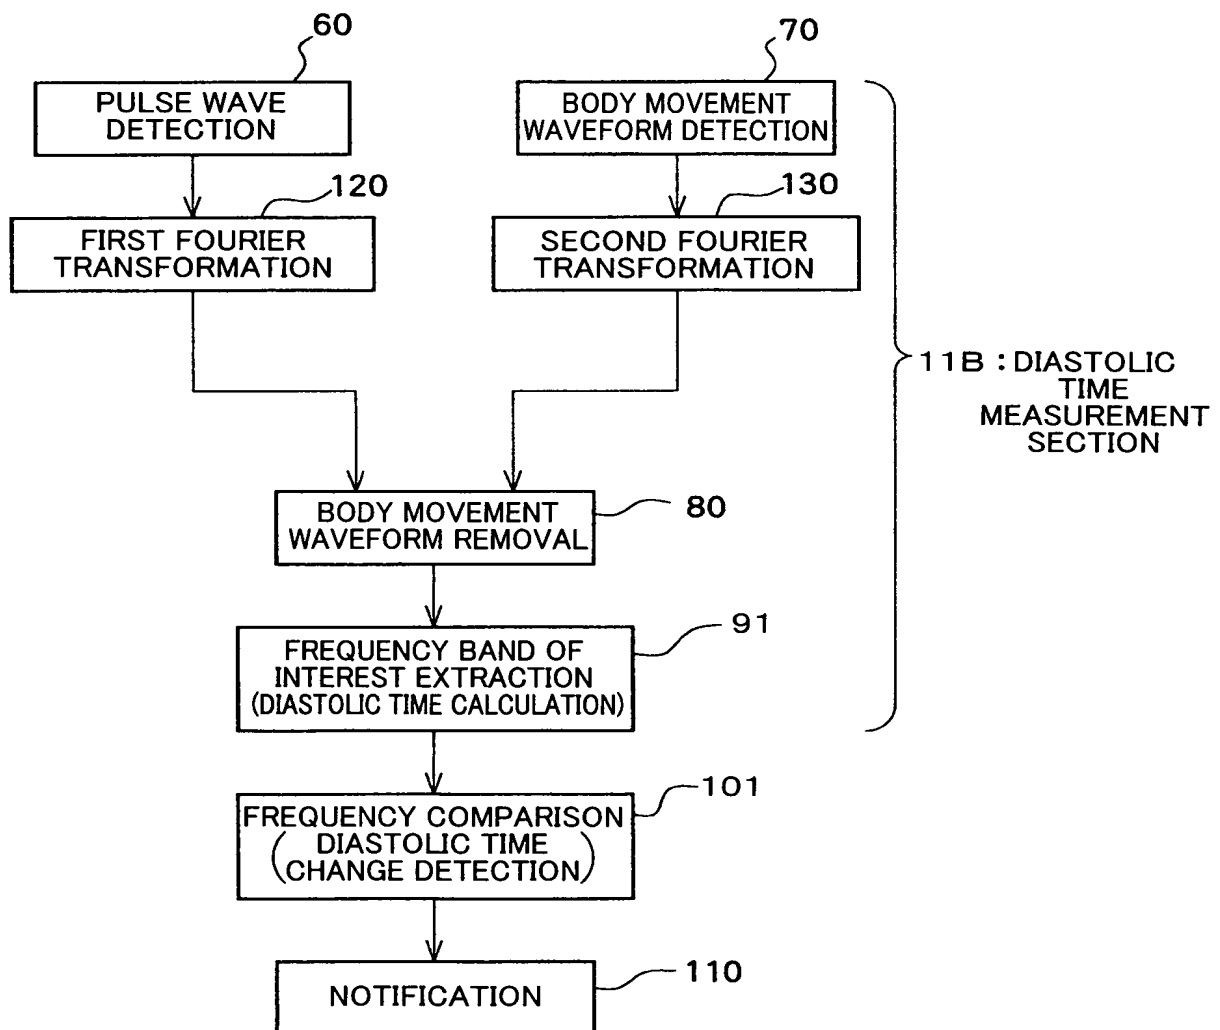 60
PULSE WAVE
DETECTION
70
BODY MOVEMENT
WAVEFORM DETECTION
120
FIRST FOURIER
TRANSFORMATION
130
SECOND FOURIER
TRANSFORMATION
11B : DIASTOLIC
TIME
MEASUREMENT
SECTION
80
BODY MOVEMENT
WAVEFORM REMOVAL
91
FREQUENCY BAND OF
INTEREST EXTRACTION
(DIASTOLIC TIME CALCULATION)
101
FREQUENCY COMPARISON
(DIASTOLIC TIME
CHANGE DETECTION)
110
NOTIFICATION